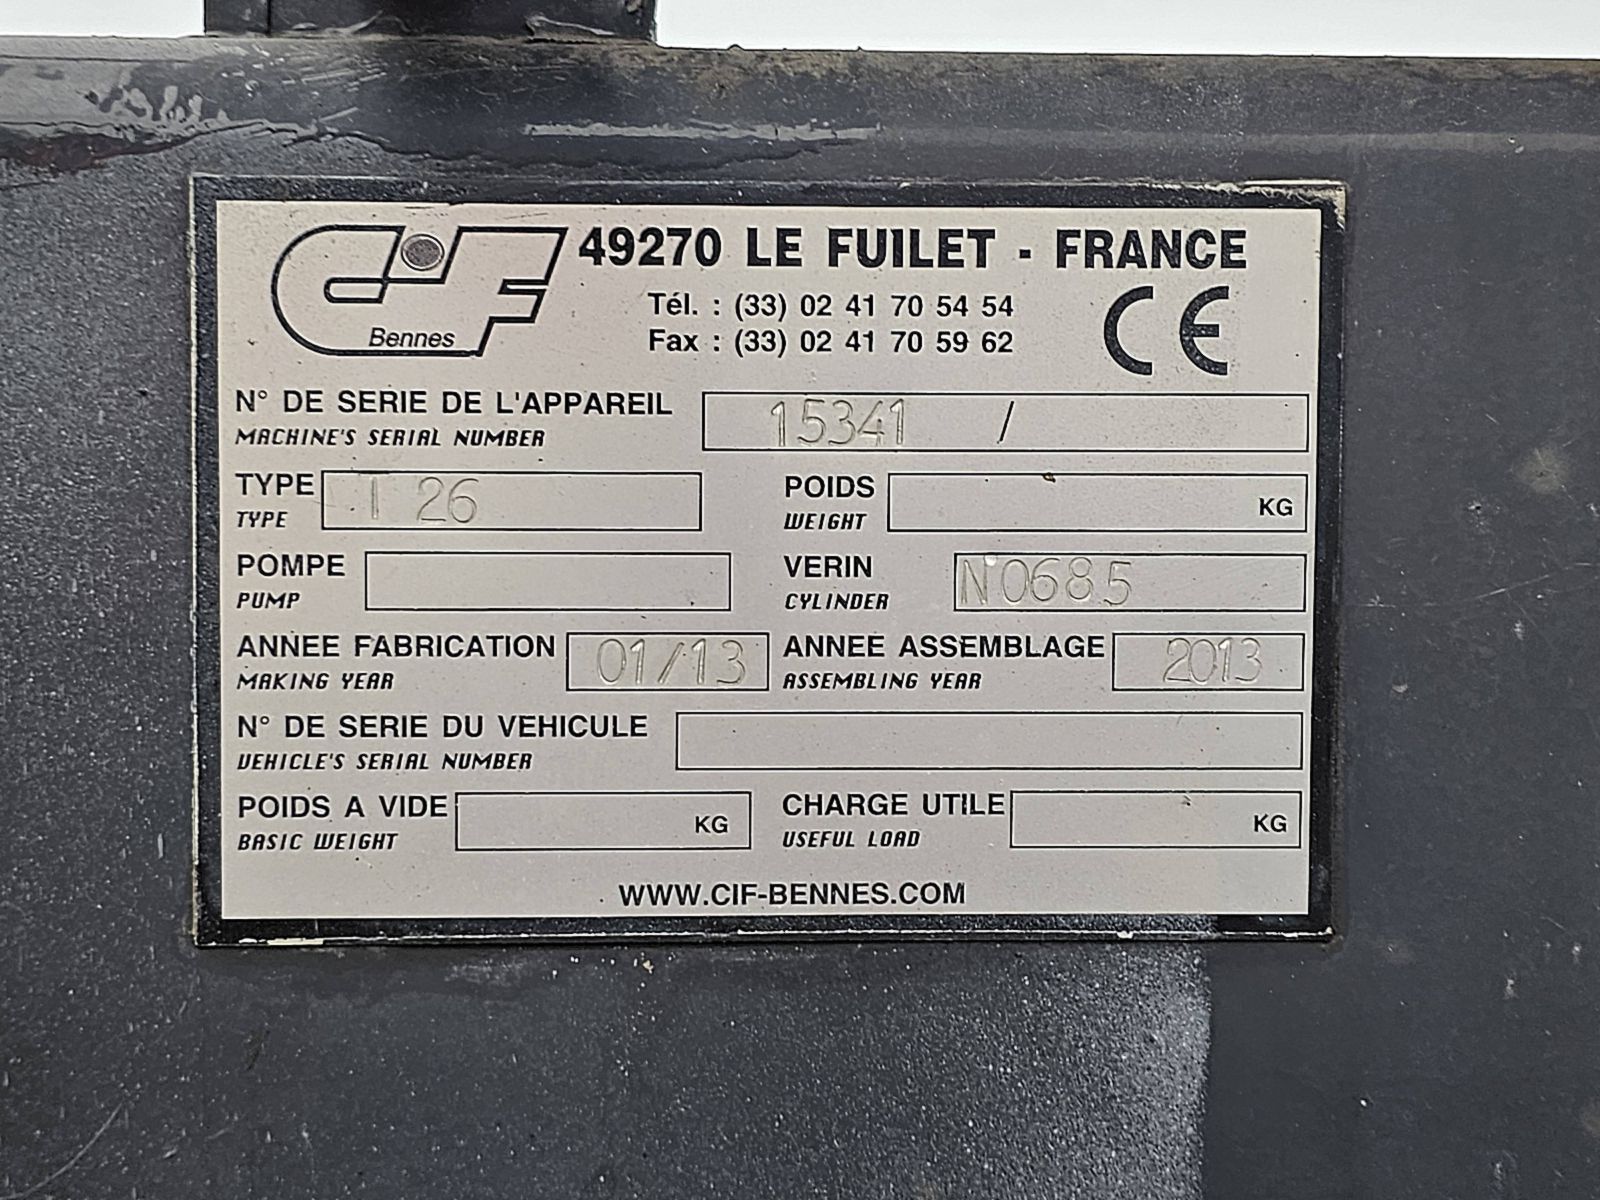 CIF
Bennes
49270 LE FUILET - FRANCE
Tél. : (33) 02 41 70 54 54
Fax : (33) 02 41 70 59 62
CE
N° DE SERIE DE L'APPAREIL 15341 /
MACHINE'S SERIAL NUMBER
TYPE T 26
TYPE
POIDS KG
WEIGHT
POMPE
PUMP
VERIN N0685
CYLINDER
ANNEE FABRICATION 01/13
MAKING YEAR
ANNEE ASSEMBLAGE 2013
ASSEMBLING YEAR
N° DE SERIE DU VEHICULE
VEHICLE'S SERIAL NUMBER
POIDS A VIDE KG
BASIC WEIGHT
CHARGE UTILE KG
USEFUL LOAD
WWW.CIF-BENNES.COM